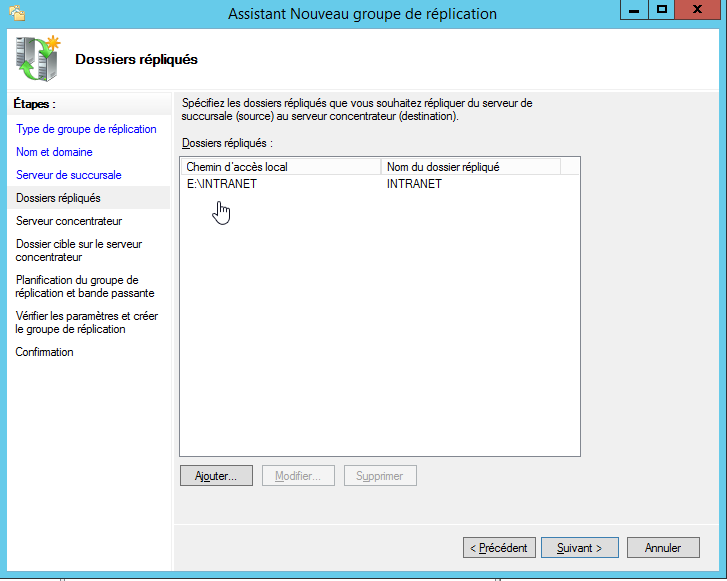 Assistant Nouveau groupe de réplication
Dossiers répliqués
Étapes :
Type de groupe de réplication
Nom et domaine
Serveur de succursale
Dossiers répliqués
Serveur concentrateur
Dossier cible sur le serveur
concentrateur
Planification du groupe de
réplication et bande passante
Vérifier les paramètres et créer
le groupe de réplication
Confirmation
Spécifiez les dossiers répliqués que vous souhaitez répliquer du serveur de
succursale (source) au serveur concentrateur (destination).
Dossiers répliqués :
Chemin d'accès local Nom du dossier répliqué
E:\INTRANET INTRANET
Ajouter... Modifier... Supprimer
< Précédent Suivant > Annuler